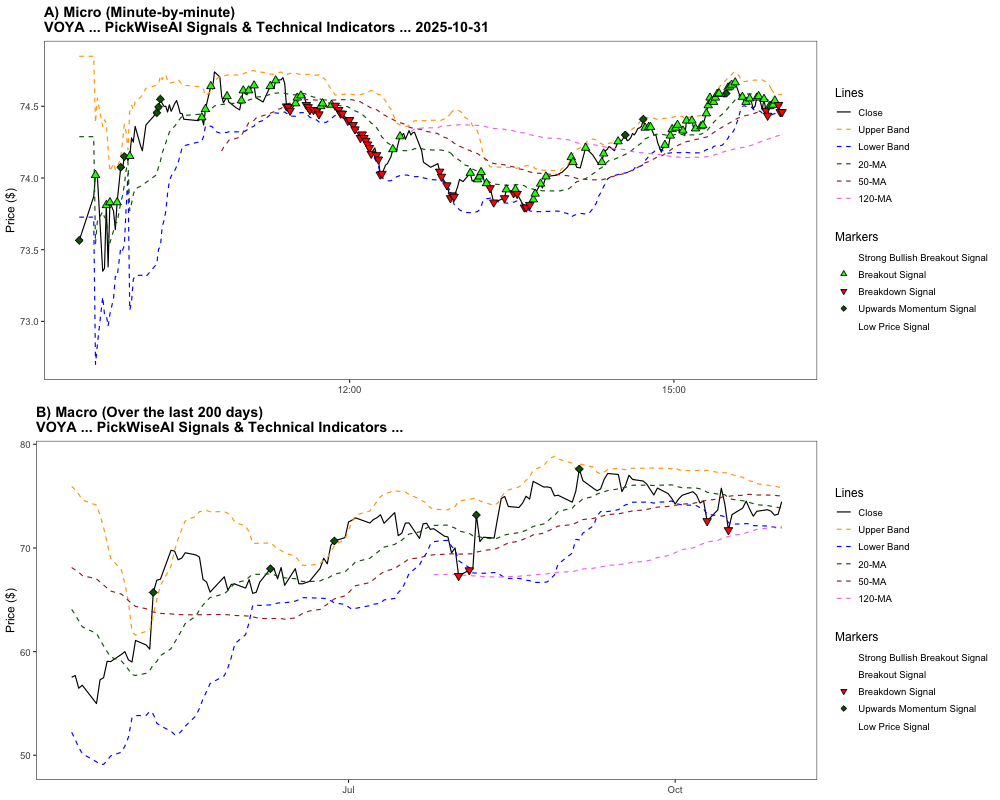 A) Micro (Minute-by-minute)
VOYA ... PickWiseAI Signals & Technical Indicators ... 2025-10-31
Price ($)
74.5
74.0
73.5
73.0
12:00
15:00
Lines
Close
Upper Band
Lower Band
20-MA
50-MA
120-MA
Markers
Strong Bullish Breakout Signal
Breakout Signal
Breakdown Signal
Upwards Momentum Signal
Low Price Signal
B) Macro (Over the last 200 days)
VOYA ... PickWiseAI Signals & Technical Indicators ...
Price ($)
80
70
60
50
Jul
Oct
Lines
Close
Upper Band
Lower Band
20-MA
50-MA
120-MA
Markers
Strong Bullish Breakout Signal
Breakout Signal
Breakdown Signal
Upwards Momentum Signal
Low Price Signal